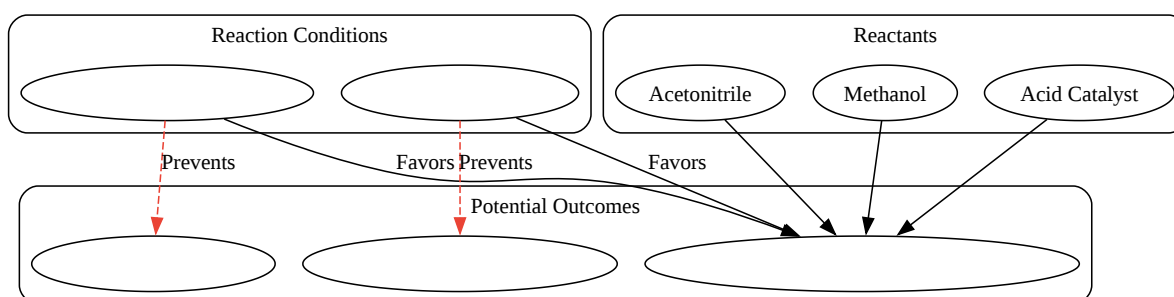 Reaction Conditions
Reactants
Acetonitrile
Methanol
Acid Catalyst
Prevents
Favors
Prevents
Favors
Potential Outcomes